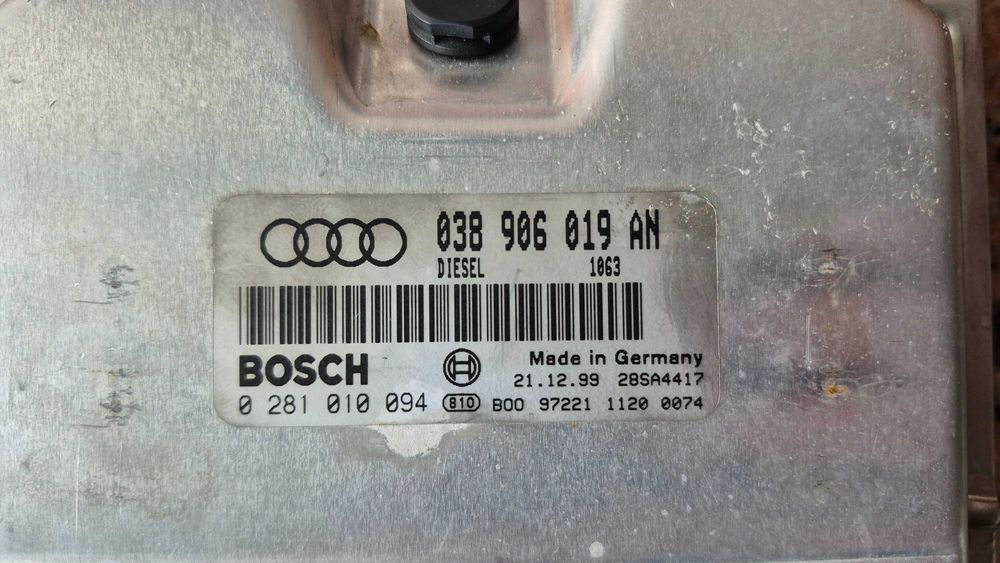 038 906 019 AN
DIESEL 1063
BOSCH Made in Germany
21.12.99 28SA4417
0 281 010 094 810 B00 97221 1120 0074